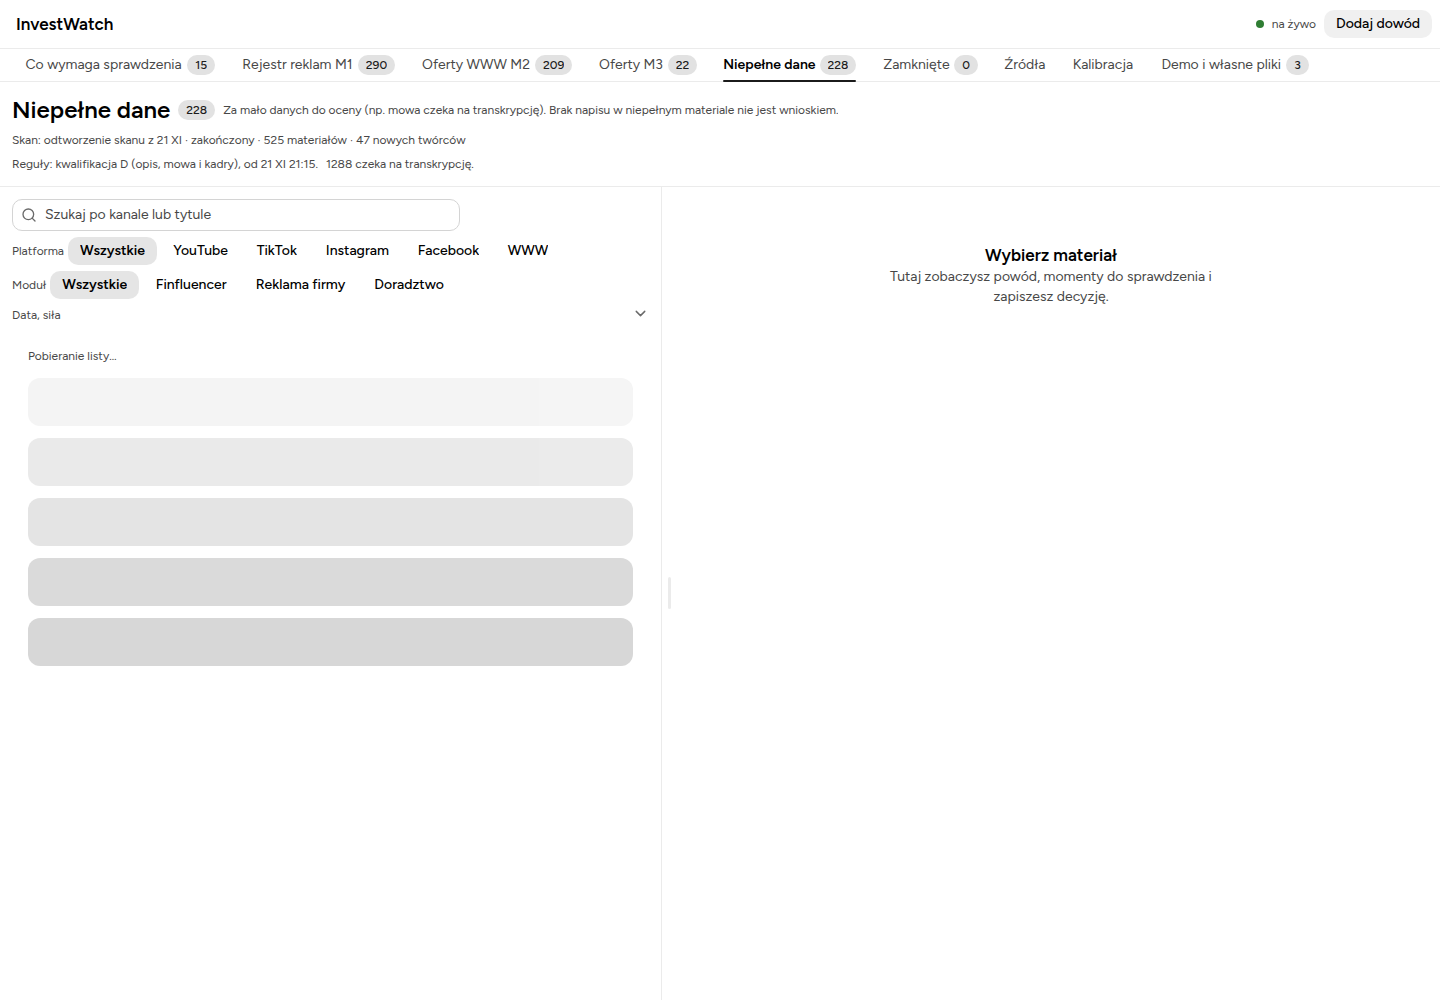 InvestWatch
na żywo
Dodaj dowód
Co wymaga sprawdzenia 15
Rejestr reklam M1 290
Oferty WWW M2 209
Oferty M3 22
Niepełne dane 228
Zamknięte 0
Źródła
Kalibracja
Demo i własne pliki 3
Niepełne dane 228 Za mało danych do oceny (np. mowa czeka na transkrypcję). Brak napisu w niepełnym materiale nie jest wnioskiem.
Skan: odtworzenie skanu z 21 XI · zakończony · 525 materiałów · 47 nowych twórców
Reguły: kwalifikacja D (opis, mowa i kadry), od 21 XI 21:15. 1288 czeka na transkrypcję.
Szukaj po kanale lub tytule
Platforma Wszystkie YouTube TikTok Instagram Facebook WWW
Moduł Wszystkie Finfluencer Reklama firmy Doradztwo
Data, siła
Pobieranie listy...
Wybierz materiał
Tutaj zobaczysz powód, momenty do sprawdzenia i
zapiszesz decyzję.